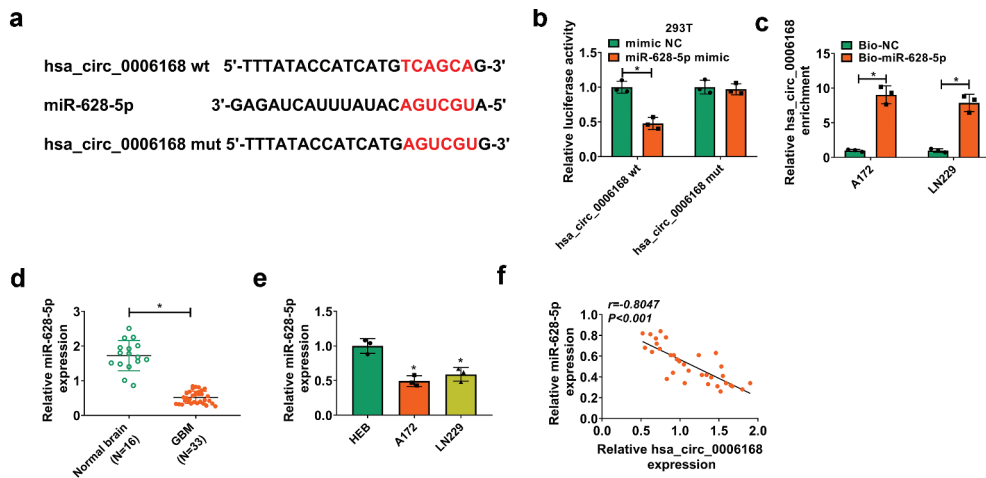 a
hsa_circ_0006168 wt 5'-TTTATACCATCATGTCAGCAG-3'
miR-628-5p 3'-GAGAUCAUUUAUACAGUCGUA-5'
hsa_circ_0006168 mut 5'-TTTATACCATCATGAGUCGUG-3'
b
293T
mimic NC
miR-628-5p mimic
Relative luciferase activity
2.0
1.5
1.0
0.5
0.0
*
hsa_circ_0006168 wt
hsa_circ_0006168 mut
c
Bio-NC
Bio-miR-628-5p
Relative hsa_circ_0006168
enrichment
15
10
5
0
*
*
A172
LN229
d
Relative miR-628-5p
expression
3
2
1
0
*
Normal brain
(N=16)
GBM
(N=33)
e
Relative miR-628-5p
expression
1.5
1.0
0.5
0.0
*
*
HEB
A172
LN229
f
r=-0.8047
P<0.001
Relative miR-628-5p
expression
1.0
0.8
0.6
0.4
0.2
0.0
0.0
0.5
1.0
1.5
2.0
Relative hsa_circ_0006168
expression